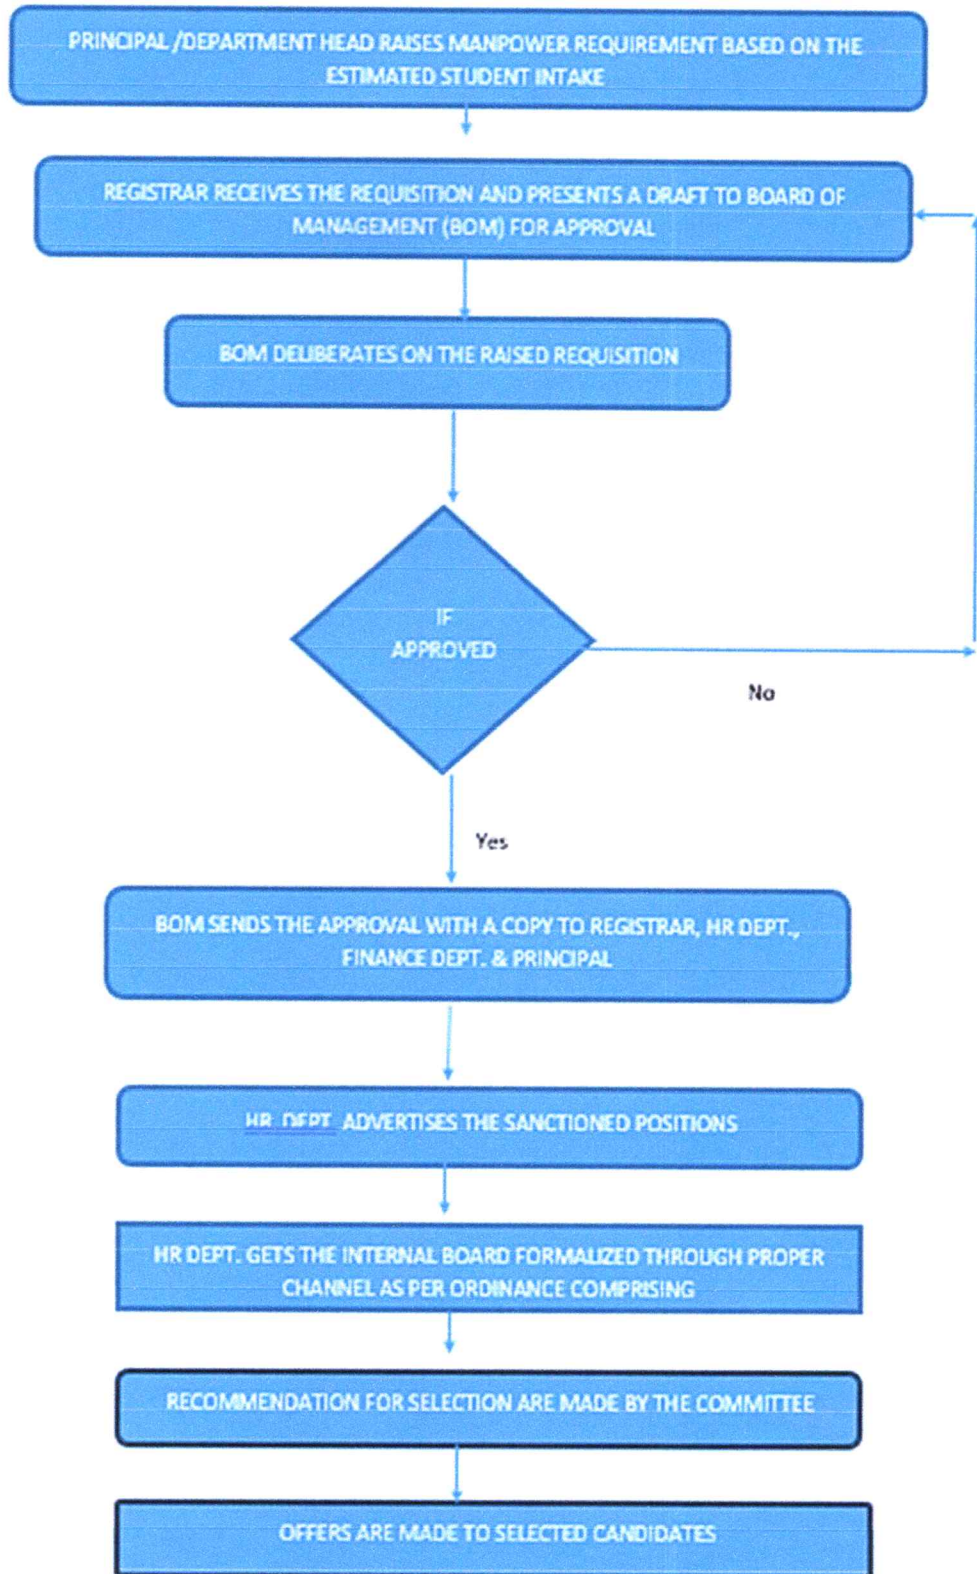 PRINCIPAL /DEPARTMENT HEAD RAISES MANPOWER REQUIREMENT BASED ON THE
ESTIMATED STUDENT INTAKE
REGISTRAR RECEIVES THE REQUISITION AND PRESENTS A DRAFT TO BOARD OF
MANAGEMENT (BOM) FOR APPROVAL
BOM DELIBERATES ON THE RAISED REQUISITION
IF
APPROVED
No
Yes
BOM SENDS THE APPROVAL WITH A COPY TO REGISTRAR, HR DEPT.,
FINANCE DEPT. & PRINCIPAL
HR DEPT. ADVERTISES THE SANCTIONED POSITIONS
HR DEPT. GETS THE INTERNAL BOARD FORMALIZED THROUGH PROPER
CHANNEL AS PER ORDINANCE COMPRISING
RECOMMENDATION FOR SELECTION ARE MADE BY THE COMMITTEE
OFFERS ARE MADE TO SELECTED CANDIDATES